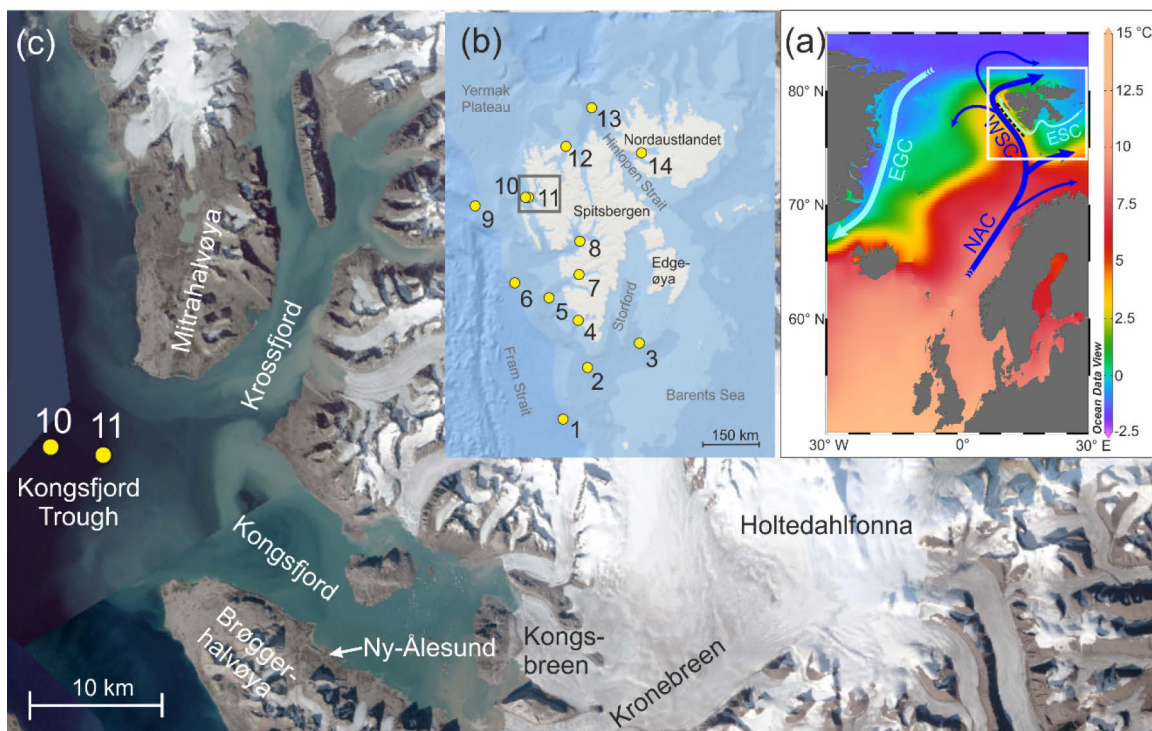 (c)
Mitrahalvøya
Krossfjord
10
11
Kongsfjord
Trough
Kongsfjord
Brøgger-
halvøya
Ny-Ålesund
Kongs-
breen
Kronebreen
Holtedahlfonna
10 km
(b)
Yermak
Plateau
13
Nordaustlandet
12
14
Hinlopen Strait
10
11
9
Spitsbergen
8
Edge-
øya
7
6
5
Storfjord
4
3
Fram Strait
2
Barents Sea
1
150 km
(a)
15 °C
12.5
10
7.5
5
2.5
0
-2.5
80° N
70° N
60° N
30° W
0°
30° E
EGC
WSC
ESC
NAC
Ocean Data View